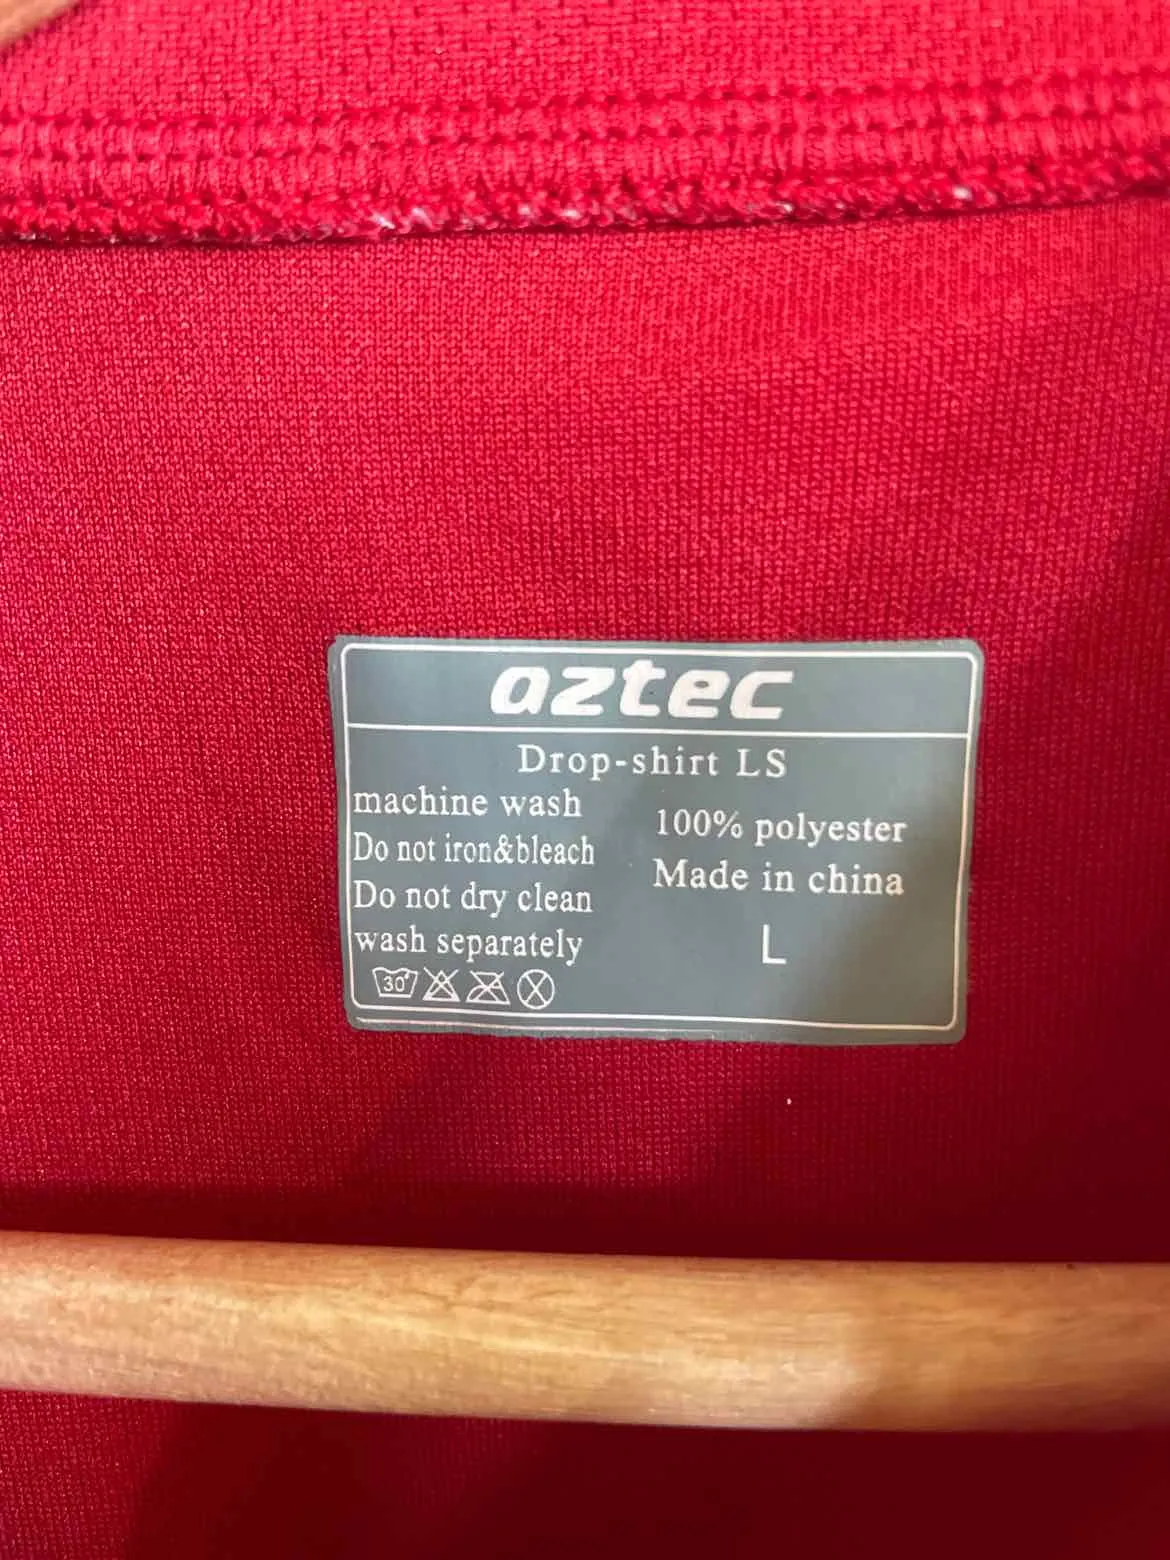 aztec
Drop-shirt LS
machine wash
Do not iron&bleach
Do not dry clean
wash separately
30°
100% polyester
Made in china
L